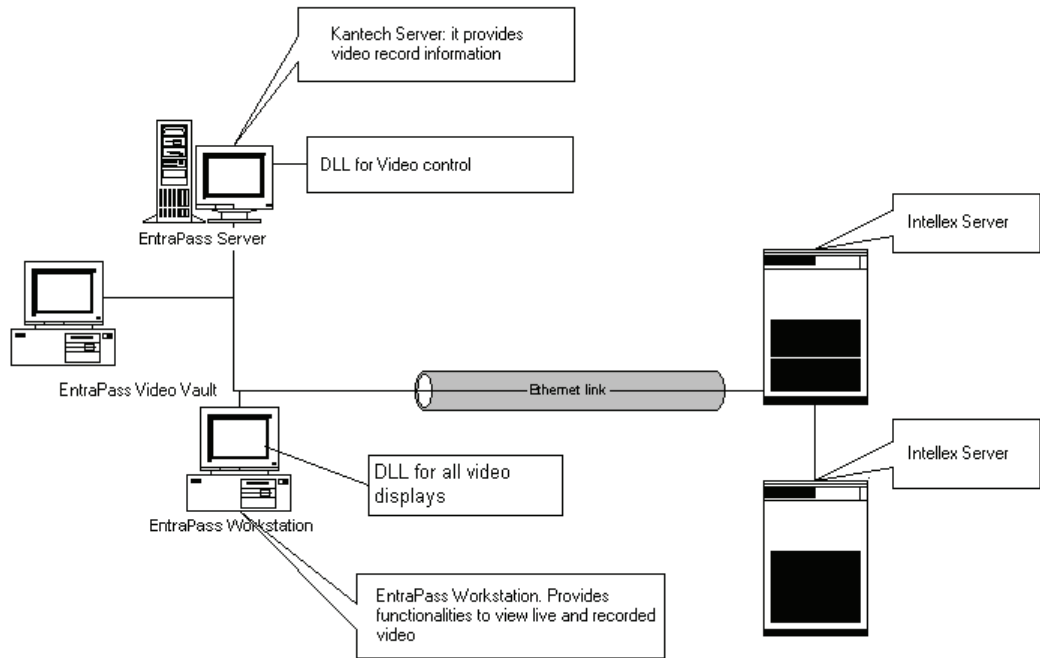 Kantech Server: it provides
video record information
DLL for Video control
EntraPass Server
Intellex Server
EntraPass Video Vault
Ethernet link
Intellex Server
DLL for all video
displays
EntraPass Workstation
EntraPass Workstation. Provides
functionalities to view live and recorded
video